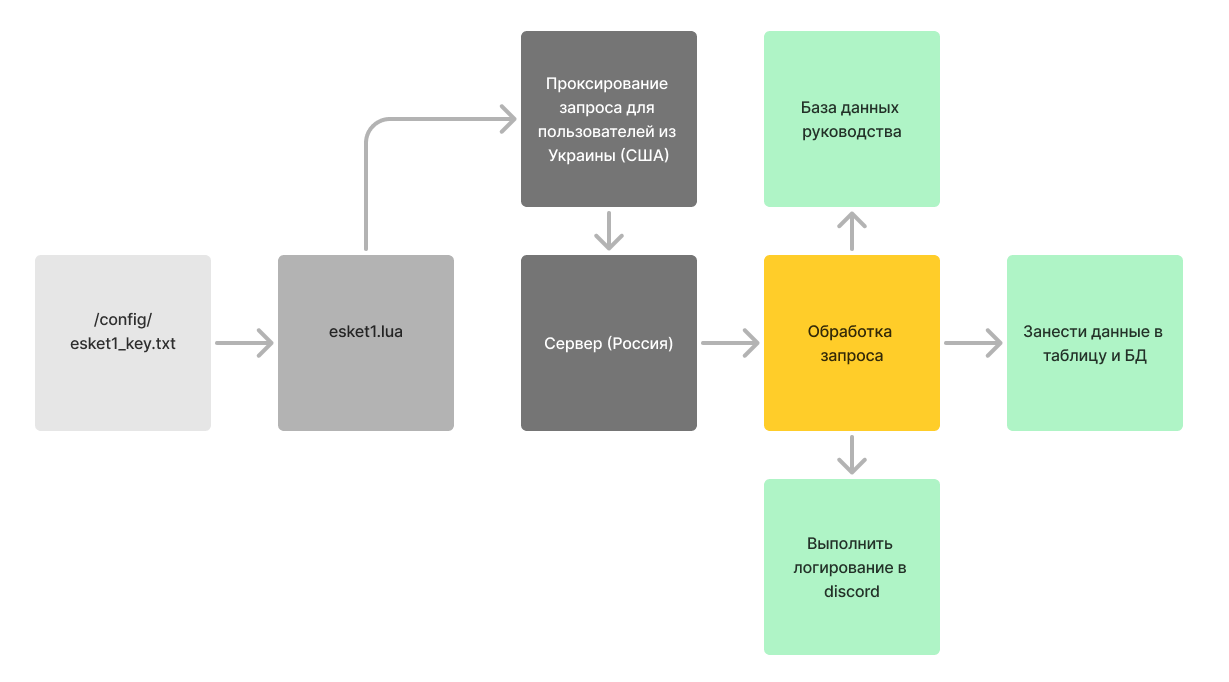 Проксирование
запроса для
пользователей из
Украины (США)
База данных
руководства
/config/
esket1_key.txt
esket1.lua
Сервер (Россия)
Обработка
запроса
Занести данные в
таблицу и БД
Выполнить
логирование в
discord